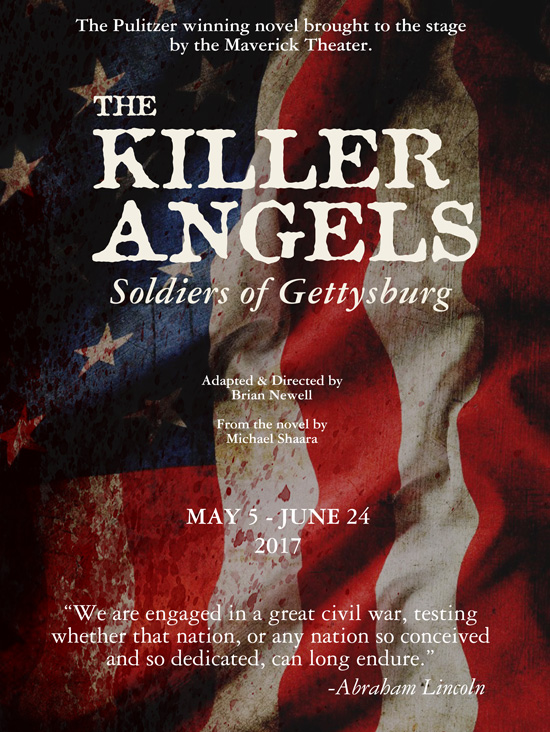 The Pulitzer winning novel brought to the stage
by the Maverick Theater.
THE
KILLER
ANGELS
Soldiers of Gettysburg
Adapted & Directed by
Brian Newell
From the novel by
Michael Shaara
MAY 5 - JUNE 24
2017
“We are engaged in a great civil war, testing
whether that nation, or any nation so conceived
and so dedicated, can long endure.”
-Abraham Lincoln